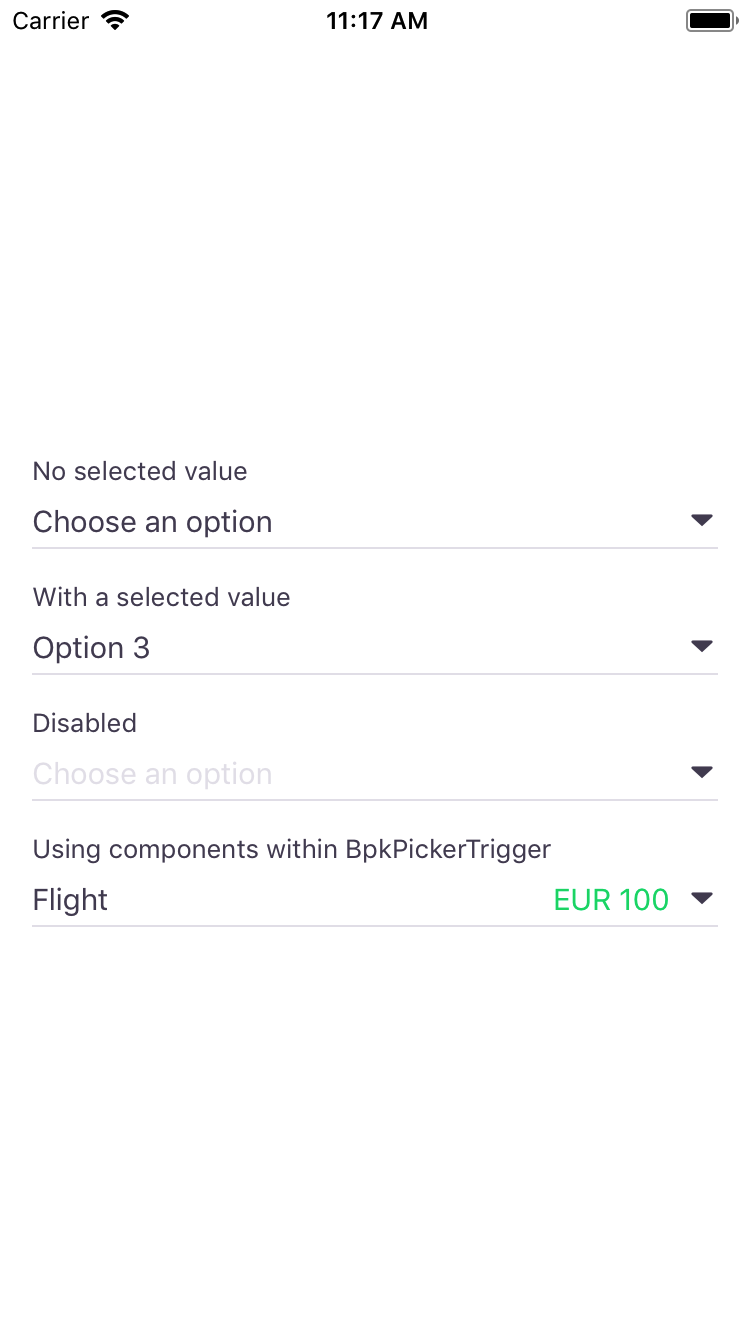 Carrier 11:17 AM
No selected value
Choose an option
With a selected value
Option 3
Disabled
Choose an option
Using components within BpkPickerTrigger
Flight EUR 100